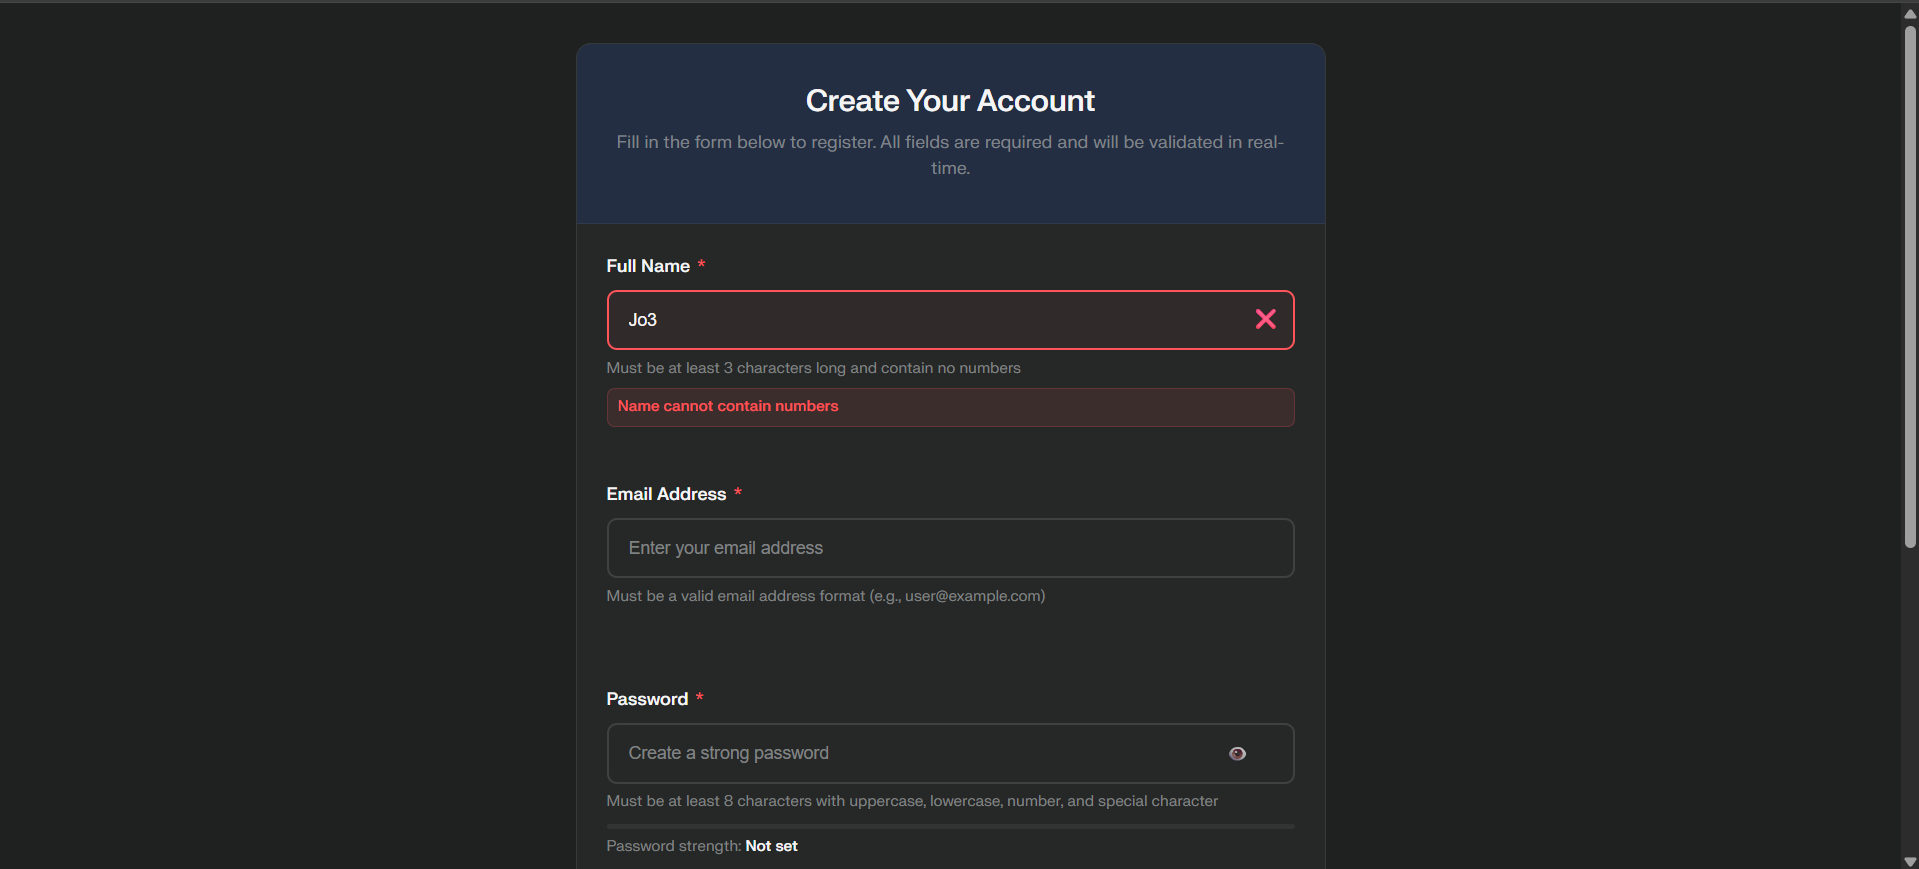 Create Your Account
Fill in the form below to register. All fields are required and will be validated in real-
time.
Full Name *
Jo3
Must be at least 3 characters long and contain no numbers
Name cannot contain numbers
Email Address *
Enter your email address
Must be a valid email address format (e.g., user@example.com)
Password *
Create a strong password
Must be at least 8 characters with uppercase, lowercase, number, and special character
Password strength: Not set